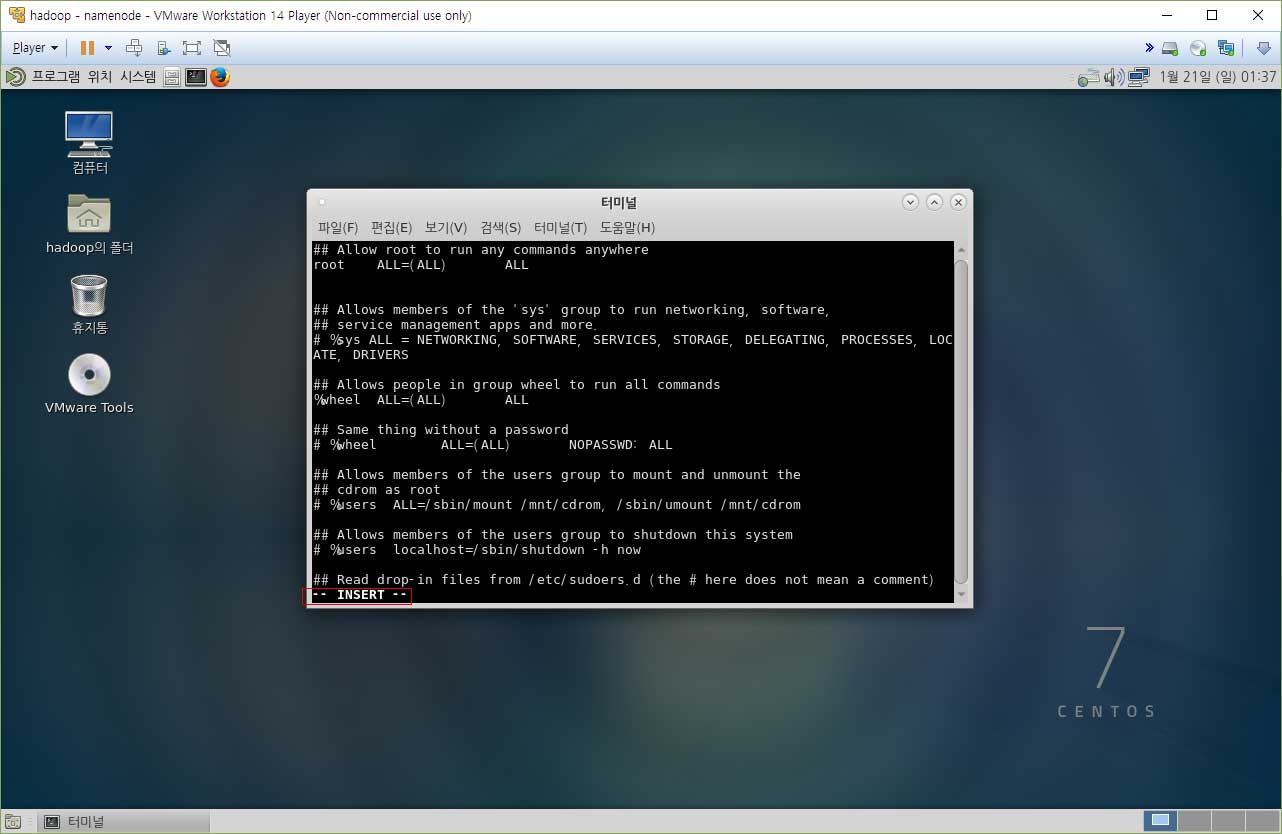 hadoop - namenode - VMware Workstation 14 Player (Non-commercial use only)
Player
프로그램 위치 시스템
1월 21일 (일) 01:37
컴퓨터
hadoop의 폴더
휴지통
VMware Tools
터미널
파일(F) 편집(E) 보기(V) 검색(S) 터미널(T) 도움말(H)
## Allow root to run any commands anywhere
root ALL=(ALL) ALL
## Allows members of the 'sys' group to run networking, software,
## service management apps and more.
# %sys ALL = NETWORKING, SOFTWARE, SERVICES, STORAGE, DELEGATING, PROCESSES, LOC
ATE, DRIVERS
## Allows people in group wheel to run all commands
%wheel ALL=(ALL) ALL
## Same thing without a password
# %wheel ALL=(ALL) NOPASSWD: ALL
## Allows members of the users group to mount and unmount the
## cdrom as root
# %users ALL=/sbin/mount /mnt/cdrom, /sbin/umount /mnt/cdrom
## Allows members of the users group to shutdown this system
# %users localhost=/sbin/shutdown -h now
## Read drop-in files from /etc/sudoers.d (the # here does not mean a comment)
-- INSERT --
7
CENTOS
터미널